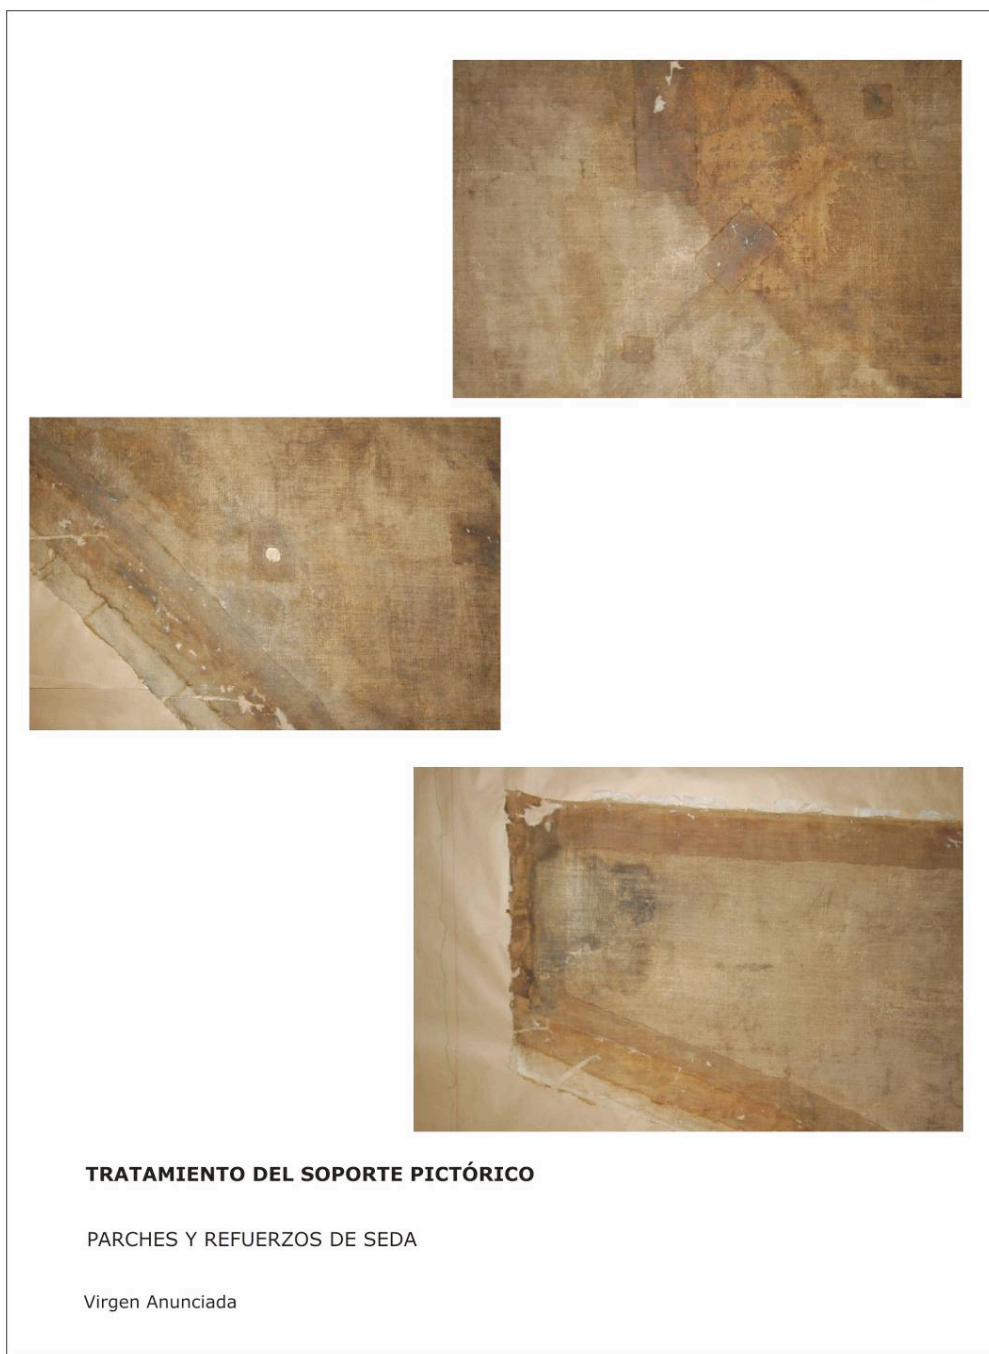 TRATAMIENTO DEL SOPORTE PICTÓRICO
PARCHES Y REFUERZOS DE SEDA
Virgen Anunciada